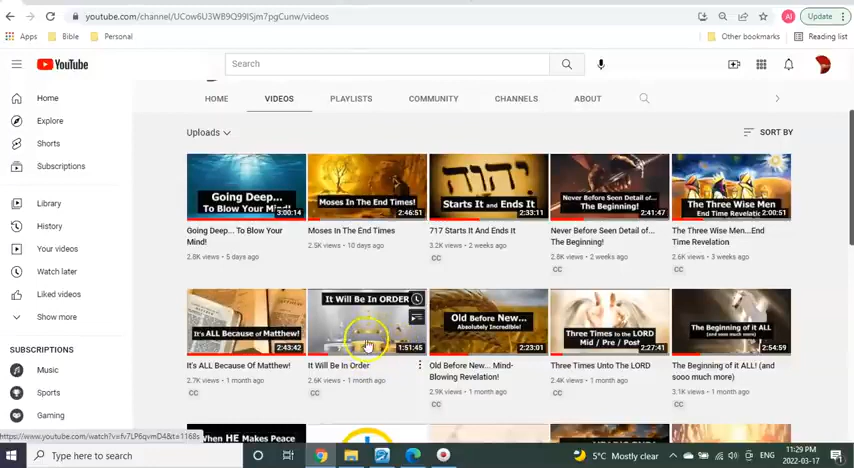 youtube.com/channel/UCow6U3W89Q99ISjm7pgCunw/videos
AI
Update
Apps
Bible
Personal
Other bookmarks
Reading list
YouTube
Search
HOME
VIDEOS
PLAYLISTS
COMMUNITY
CHANNELS
ABOUT
Home
Explore
Shorts
Subscriptions
Library
History
Your videos
Watch later
Liked videos
Show more
SUBSCRIPTIONS
Music
Sports
Gaming
Uploads
SORT BY
Going Deep...
To Blow Your Mind!
3:00:14
Moses In The End Times!
2:46:51
יהוה
Starts It and Ends It
2:33:11
Never Before Seen Detail of...
The Beginning!
2:41:47
The Three Wise Men
End Time Revelation
2:00:51
Going Deep... To Blow Your
Mind!
2.8K views • 5 days ago
Moses In The End Times
2.5K views • 10 days ago
717 Starts It And Ends It
3.2K views • 2 weeks ago
CC
Never Before Seen Detail Of...
The Beginning!
2.8K views • 2 weeks ago
CC
The Three Wise Men...End
Time Revelation
2.6K views • 3 weeks ago
CC
It's ALL Because of Matthew!
2:43:42
It Will Be In ORDER
1:51:45
Old Before New...
Absolutely Incredible!
2:23:01
Three Times to the LORD
Mid / Pre / Post
2:27:41
The Beginning of it ALL
(and sooo much more)
2:54:59
It's ALL Because Of Matthew!
2.7K views • 1 month ago
CC
It Will Be In Order
2.6K views • 1 month ago
CC
Old Before New... Mind-
Blowing Revelation!
2.9K views • 1 month ago
CC
Three Times Unto The LORD
2.4K views • 1 month ago
CC
The Beginning of it ALL! (and
sooo much more)
3.1K views • 1 month ago
CC
When HE Makes Peace
https://www.youtube.com/watch?v=fv7LP6qvmD4&t=1168s
Type here to search
5°C Mostly clear
ENG
11:29 PM
2022-03-17